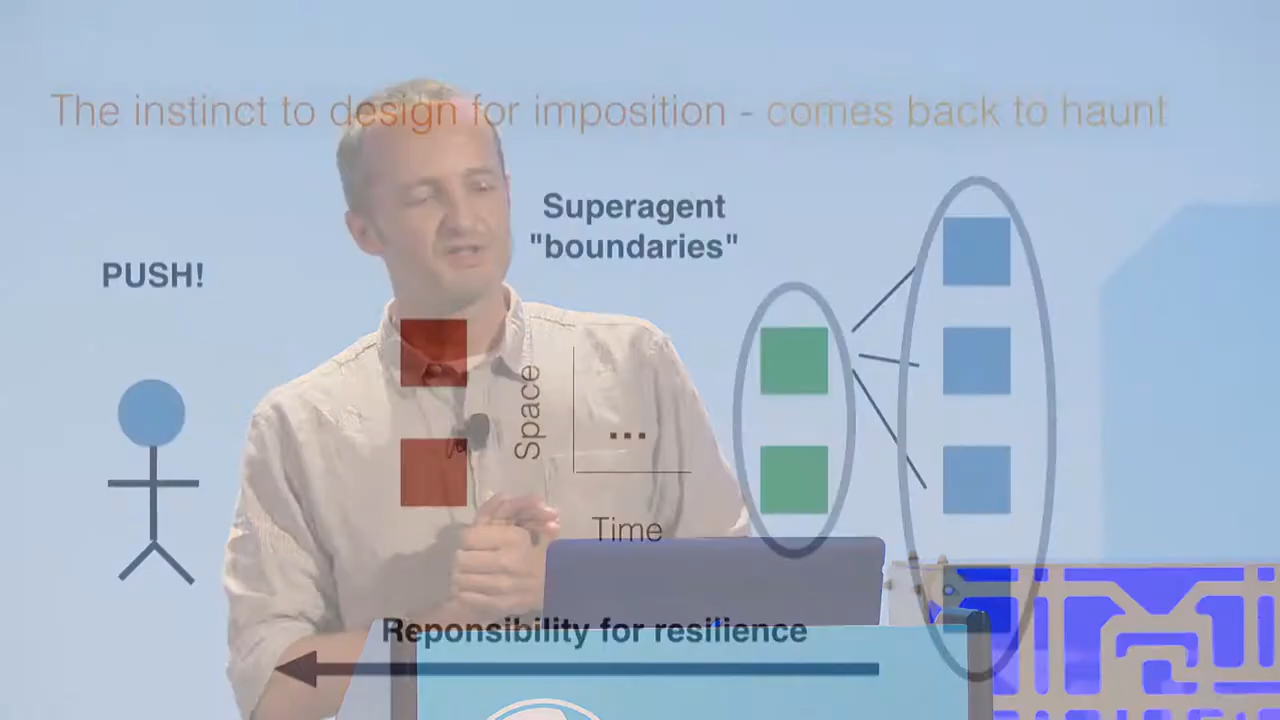 The instinct to design for imposition - comes back to haunt
Superagent
"boundaries"
PUSH!
Space
...
Time
Reponsibility for resilience